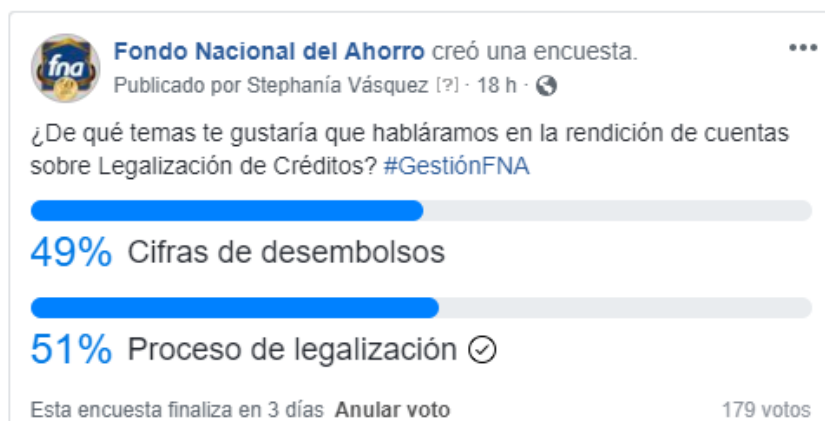 fna
Fondo Nacional del Ahorro creó una encuesta.
Publicado por Stephanía Vásquez [?] · 18 h ·
¿De qué temas te gustaría que habláramos en la rendición de cuentas
sobre Legalización de Créditos? #GestiónFNA
49% Cifras de desembolsos
51% Proceso de legalización
Esta encuesta finaliza en 3 días Anular voto 179 votos